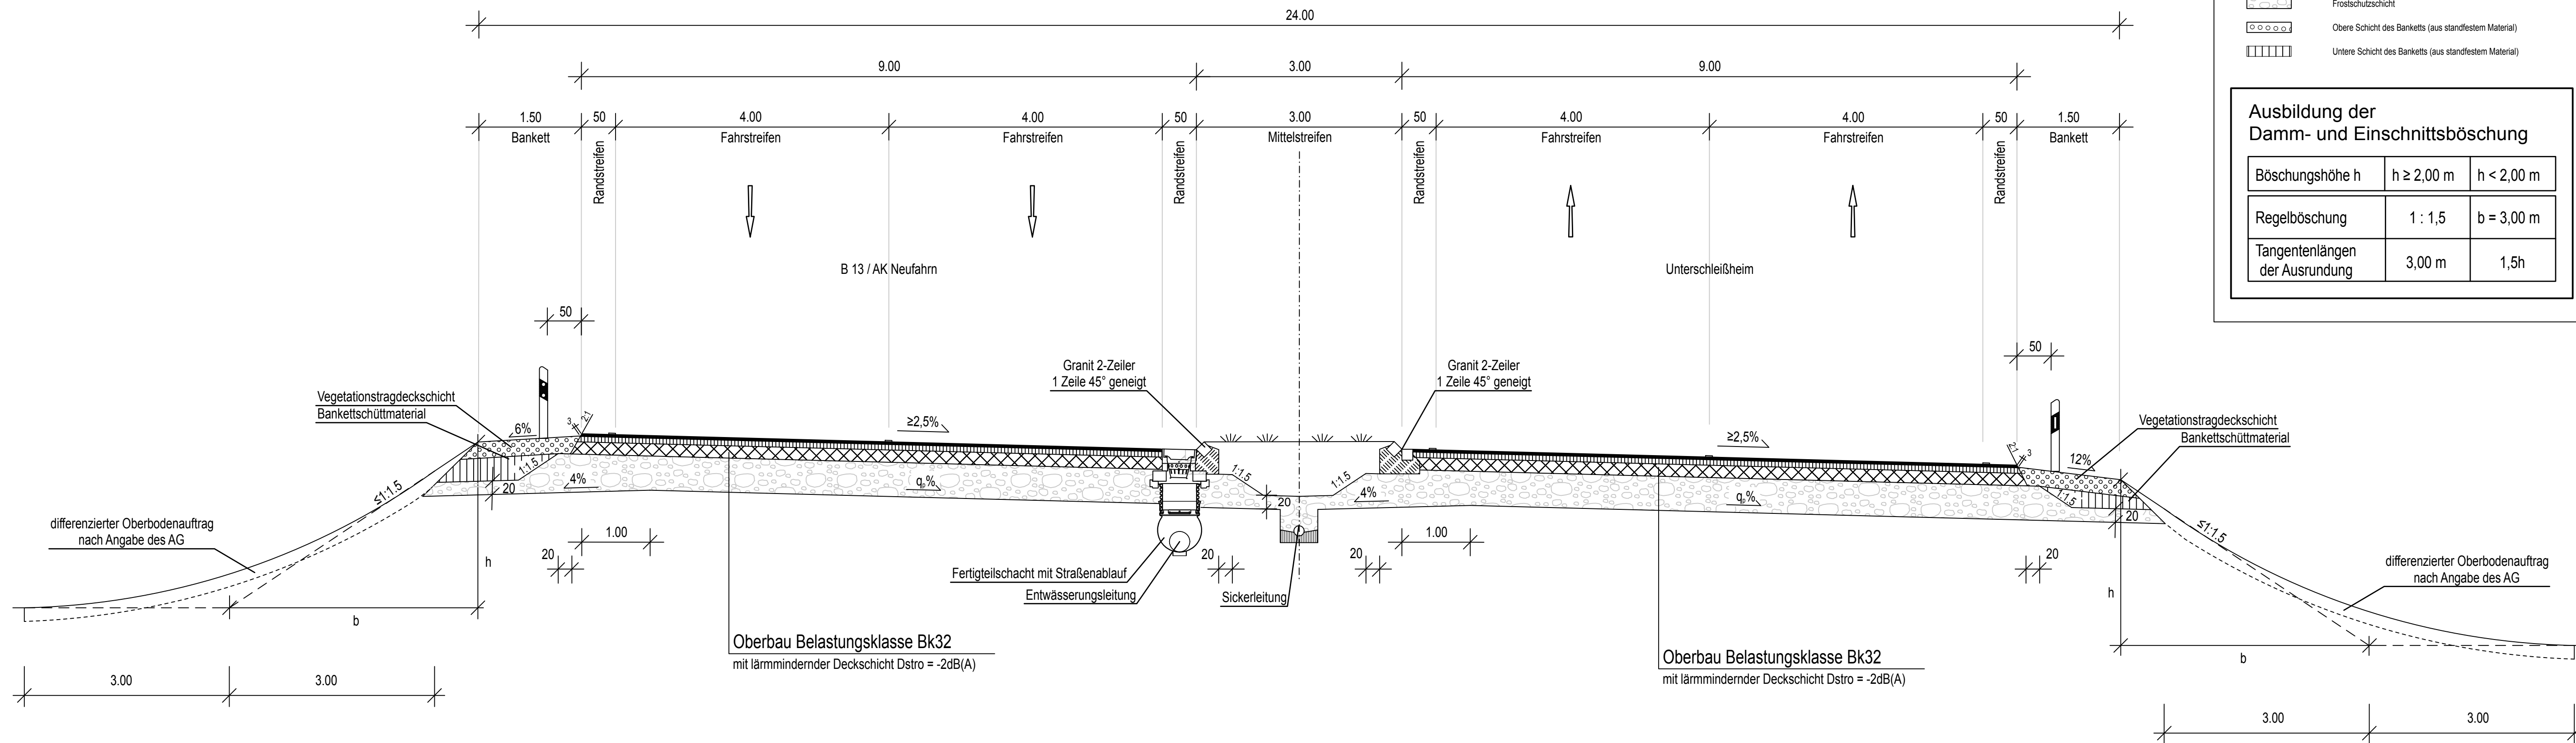 24.00
Frostschutzschicht
Obere Schicht des Banketts (aus standfestem Material)
Untere Schicht des Banketts (aus standfestem Material)
9.00
3.00
9.00
1.50
50
4.00
4.00
50
3.00
50
4.00
4.00
50
1.50
Bankett
Randstreifen
Fahrstreifen
Fahrstreifen
Randstreifen
Mittelstreifen
Randstreifen
Fahrstreifen
Fahrstreifen
Randstreifen
Bankett
Ausbildung der
Damm- und Einschnittsböschung
Böschungshöhe h
h ≥ 2,00 m
h < 2,00 m
Regelböschung
1 : 1,5
b = 3,00 m
Tangentenlängen
der Ausrundung
3,00 m
1,5h
B 13 / AK Neufahrn
Unterschleißheim
50
50
Granit 2-Zeiler
1 Zeile 45° geneigt
Granit 2-Zeiler
1 Zeile 45° geneigt
Vegetationstragdeckschicht
Bankettschüttmaterial
Vegetationstragdeckschicht
Bankettschüttmaterial
6%
3
2:1
≥2,5%
≥2,5%
3
12%
≤1:1.5
1:1.5
20
4%
q%
1:1.5
20
1:1.5
4%
q%
1:1.5
20
≤1:1.5
differenzierter Oberbodenauftrag
nach Angabe des AG
h
b
20
1.00
Fertigteilschacht mit Straßenablauf
Entwässerungsleitung
20
Sickerleitung
20
1.00
20
differenzierter Oberbodenauftrag
nach Angabe des AG
h
b
Oberbau Belastungsklasse Bk32
mit lärmmindernder Deckschicht Dstro = -2dB(A)
Oberbau Belastungsklasse Bk32
mit lärmmindernder Deckschicht Dstro = -2dB(A)
3.00
3.00
3.00
3.00